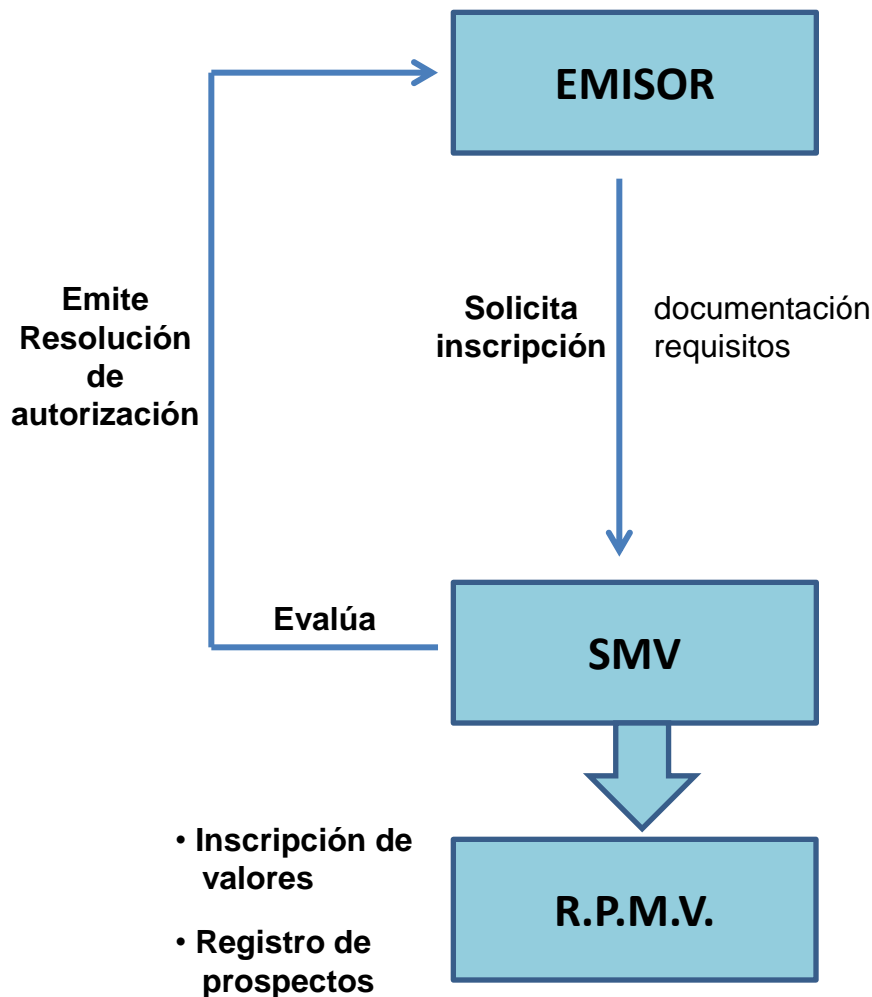 EMISOR
Emite
Resolución
de
autorización
Solicita
inscripción
documentación
requisitos
Evalúa
SMV
• Inscripción de
valores
R.P.M.V.
• Registro de
prospectos